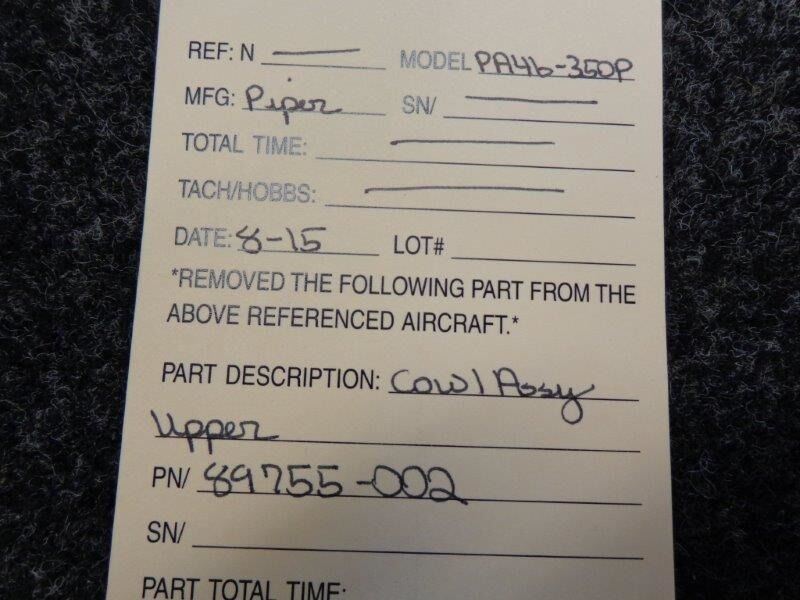 REF: N MODEL PA46-350P
MFG: Piper SN/
TOTAL TIME:
TACH/HOBBS:
DATE: 8-15 LOT#
*REMOVED THE FOLLOWING PART FROM THE
ABOVE REFERENCED AIRCRAFT.*
PART DESCRIPTION: Cowl Assy
Upper
PN/ 89755-002
SN/
PART TOTAL TIME: